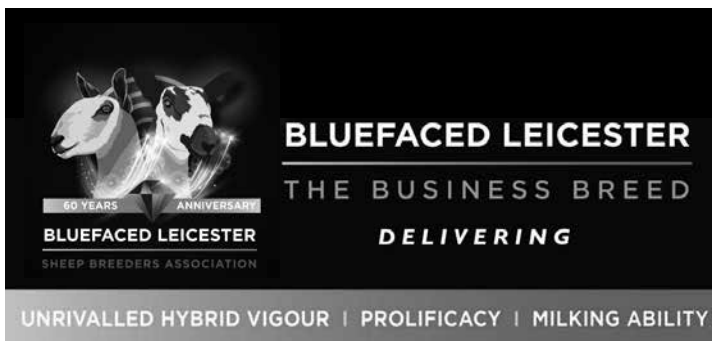 60 YEARS ANNIVERSARY
BLUEFACED LEICESTER
SHEEP BREEDERS ASSOCIATION
BLUEFACED LEICESTER
THE BUSINESS BREED
DELIVERING
UNRIVALLED HYBRID VIGOUR | PROLIFICACY | MILKING ABILITY